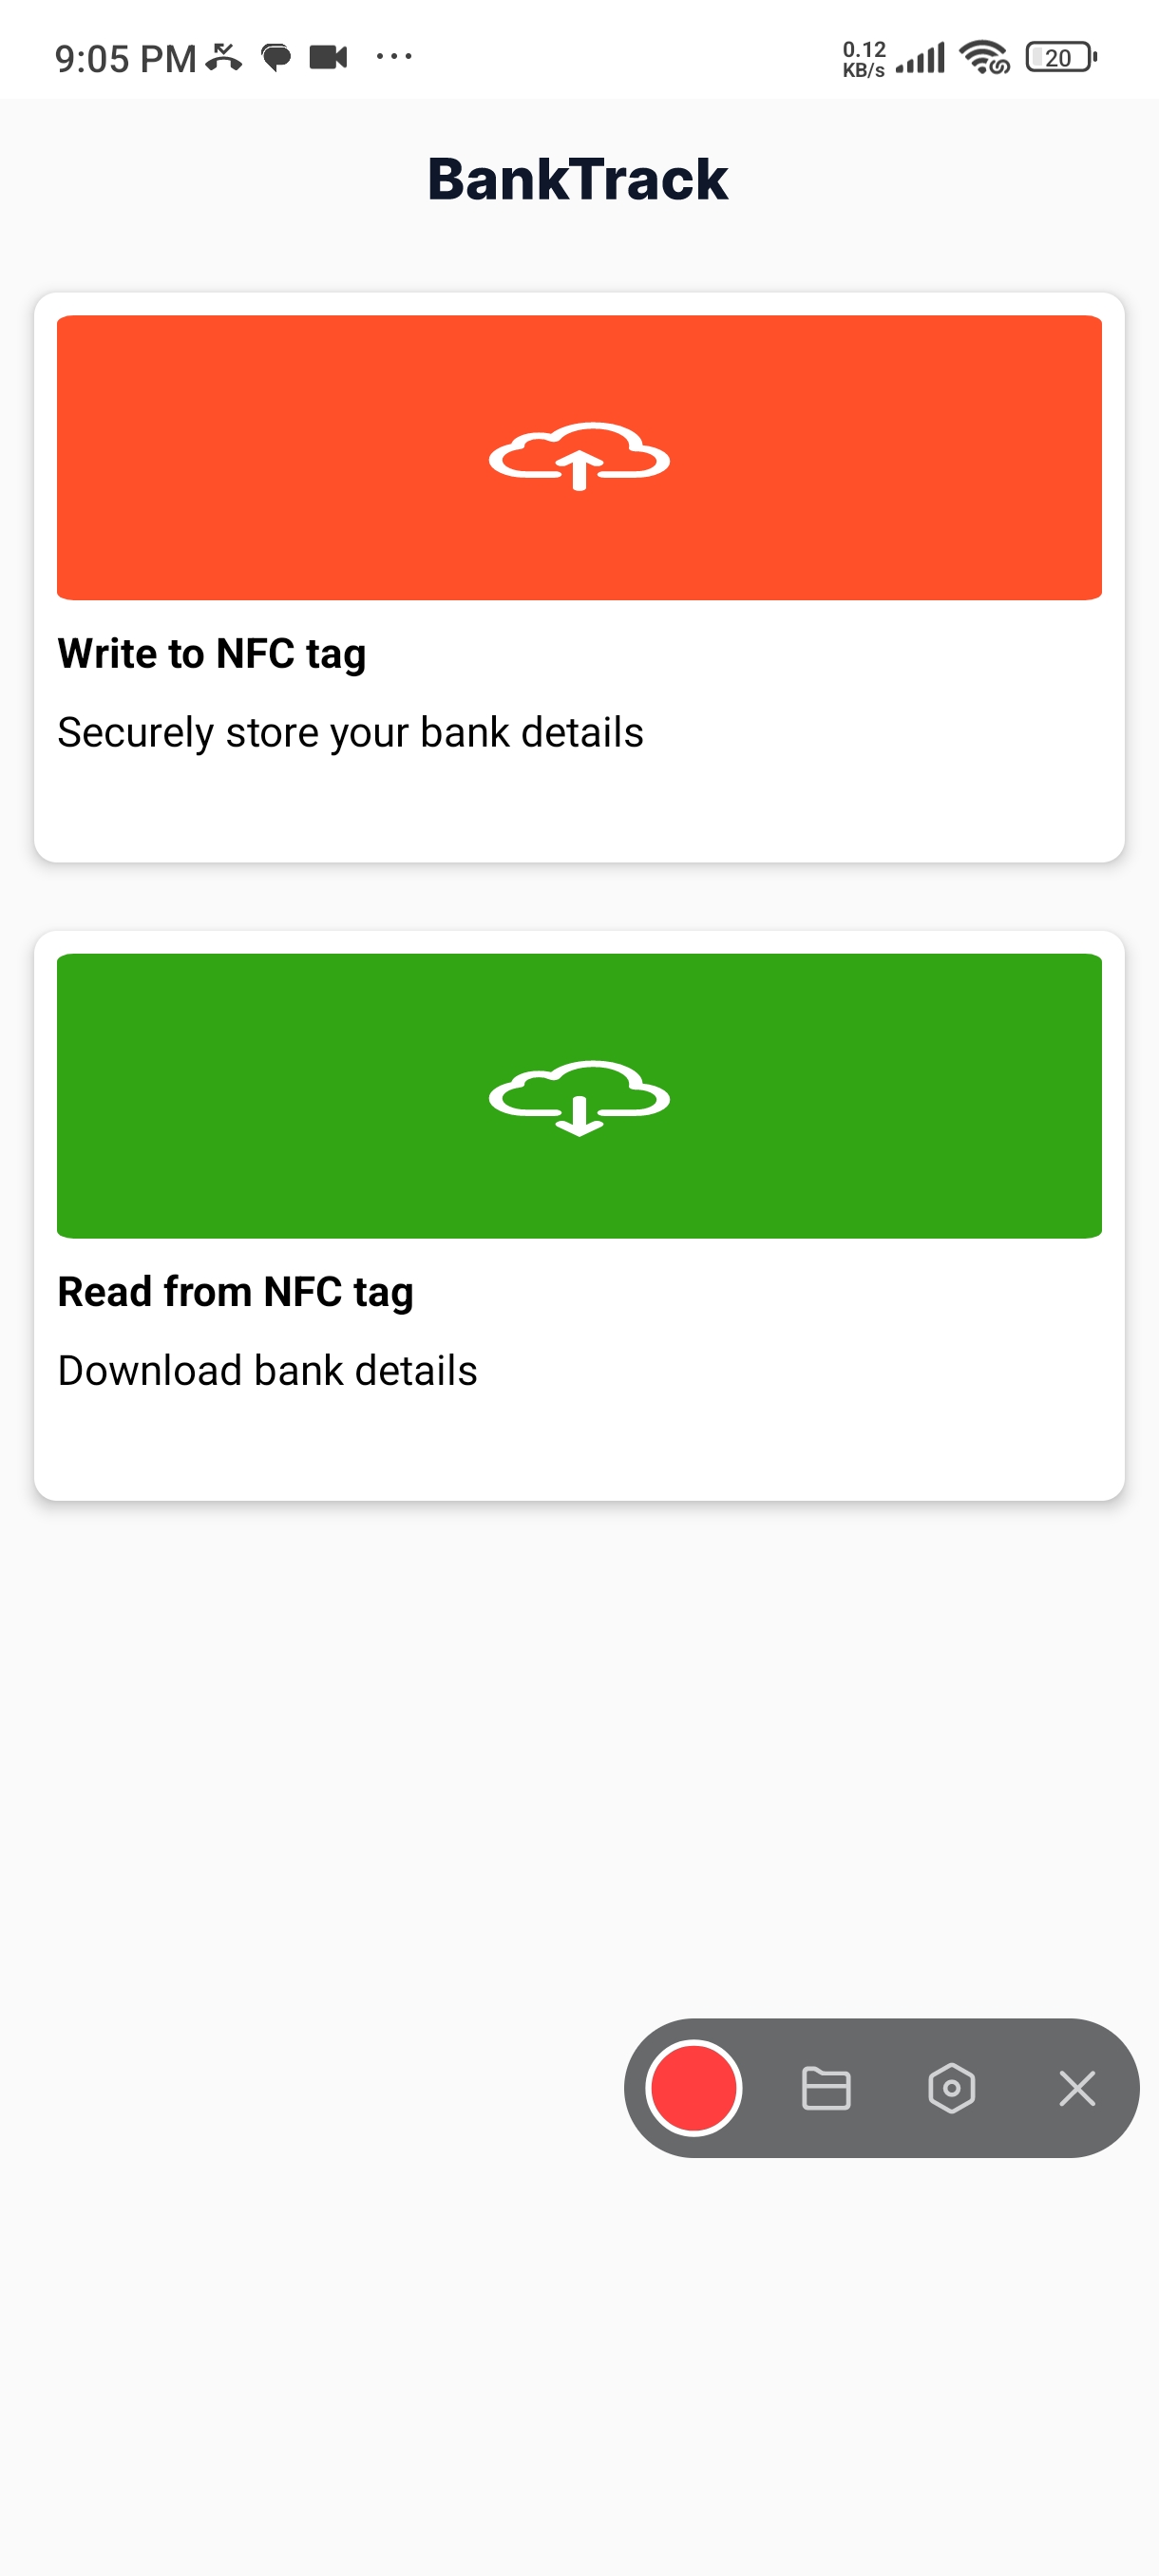 9:05 PM
0.12
KB/s
20
BankTrack
Write to NFC tag
Securely store your bank details
Read from NFC tag
Download bank details